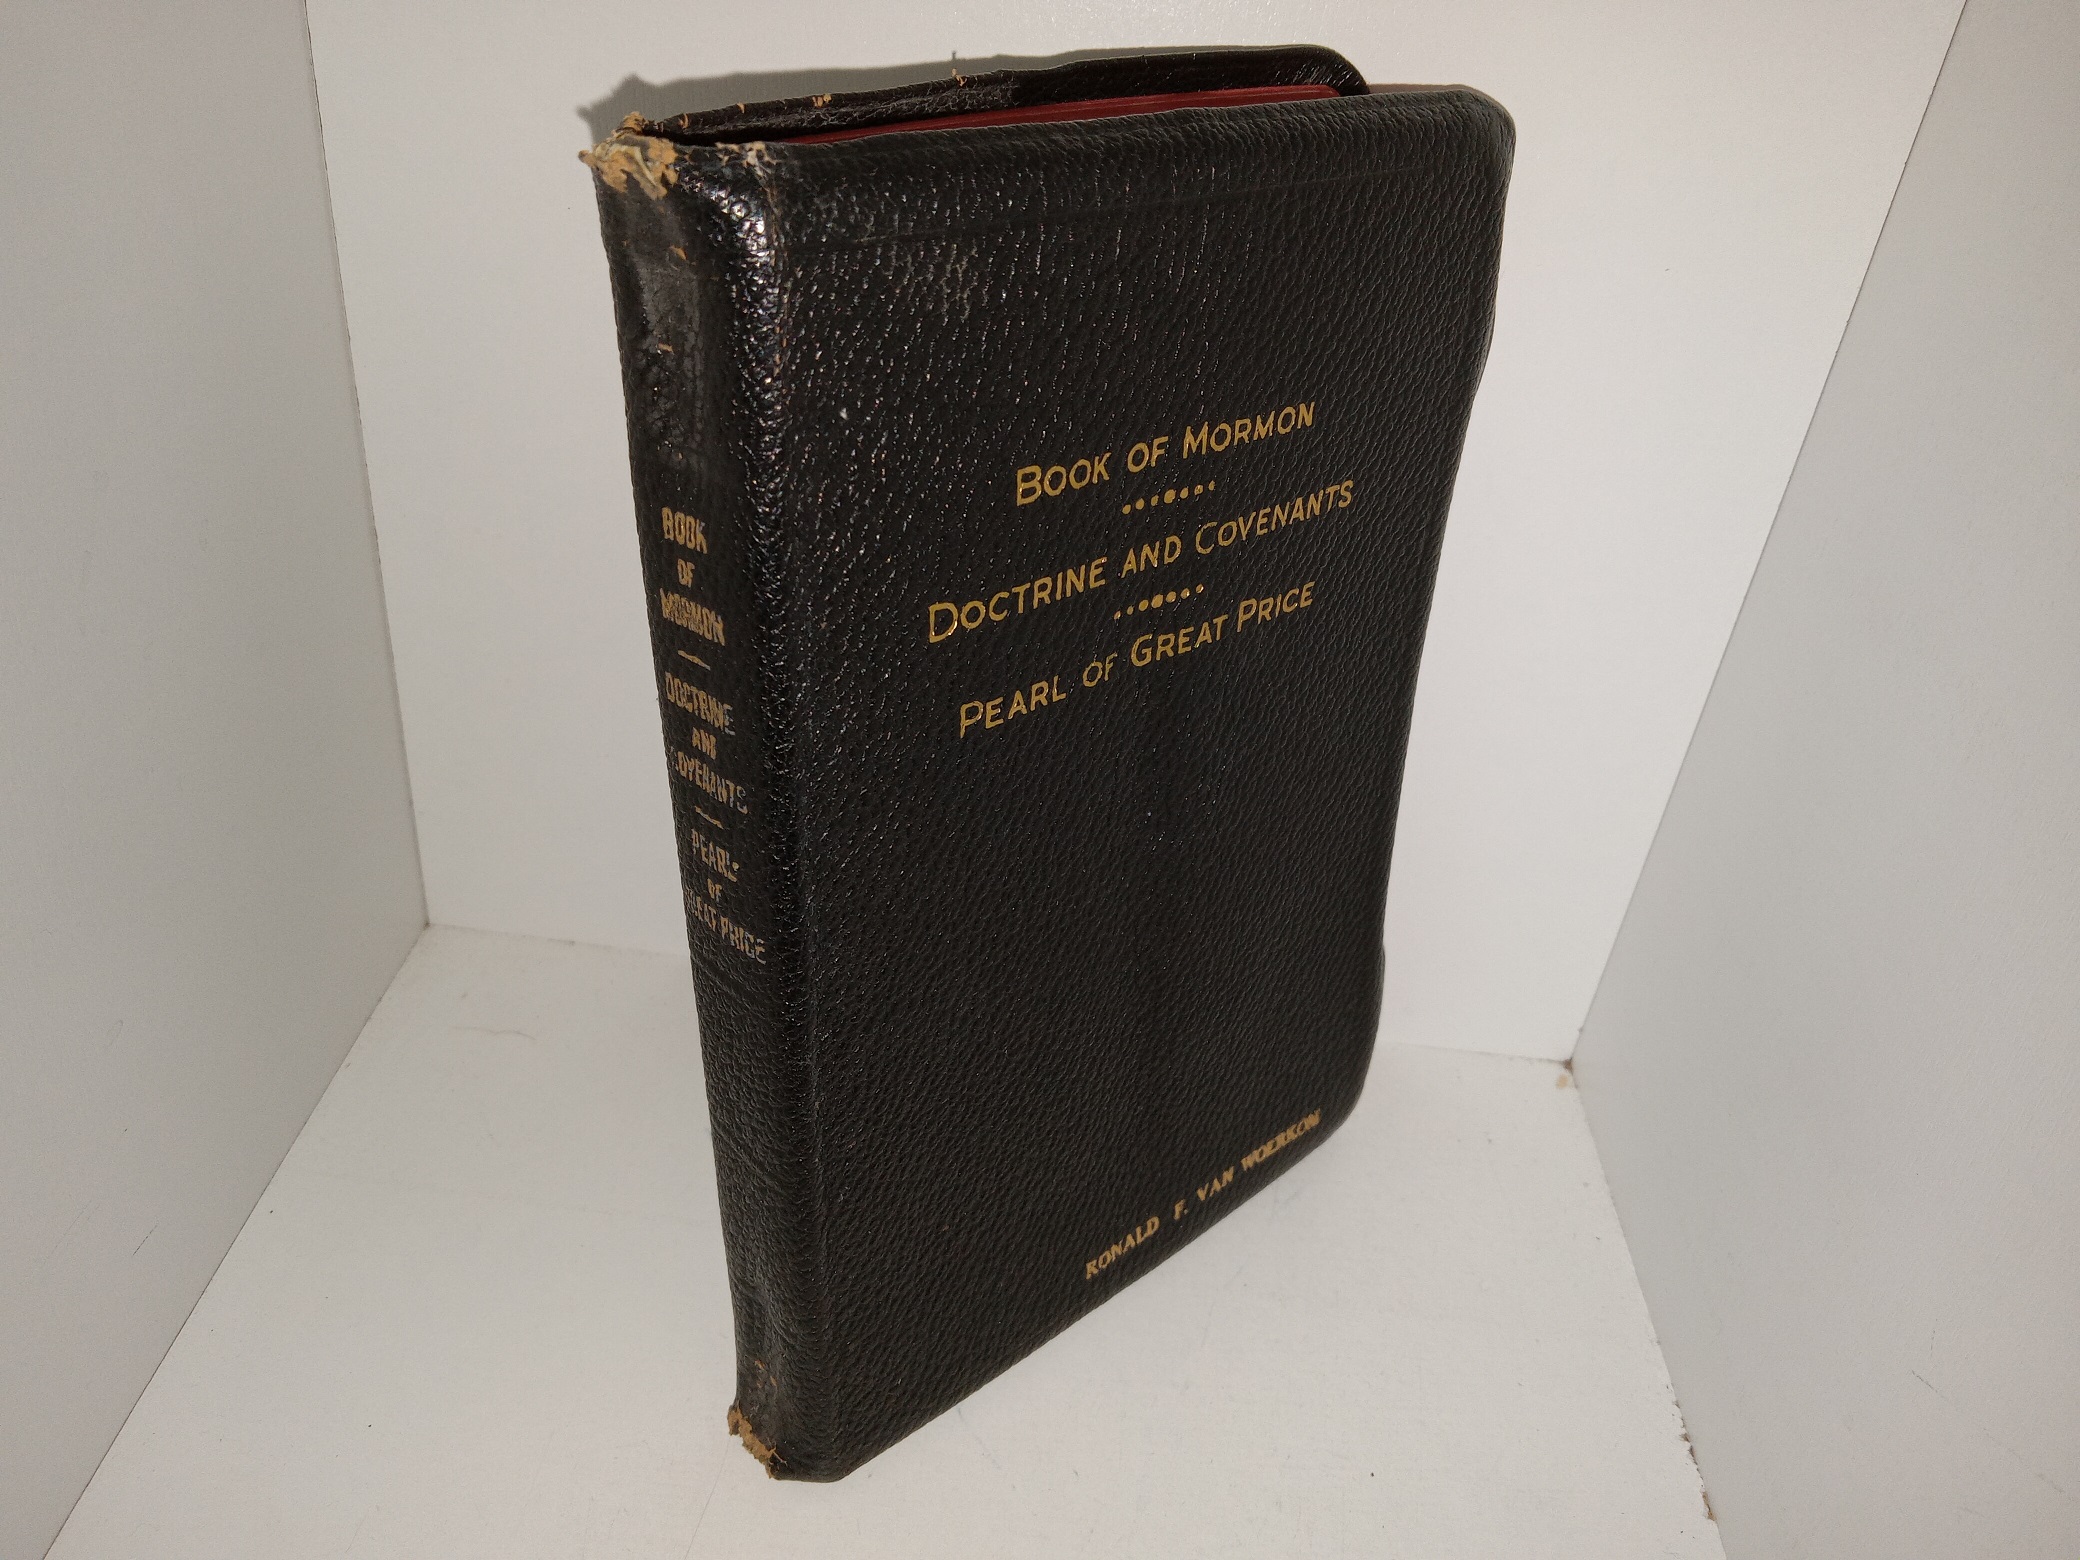 BOOK OF MORMON
DOCTRINE AND COVENANTS
PEARL OF GREAT PRICE
RONALD F. VAN WOERKON
BOOK
OF
MORMON
DOCTRINE
AND
COVENANTS
PEARL
OF
GREAT PRICE